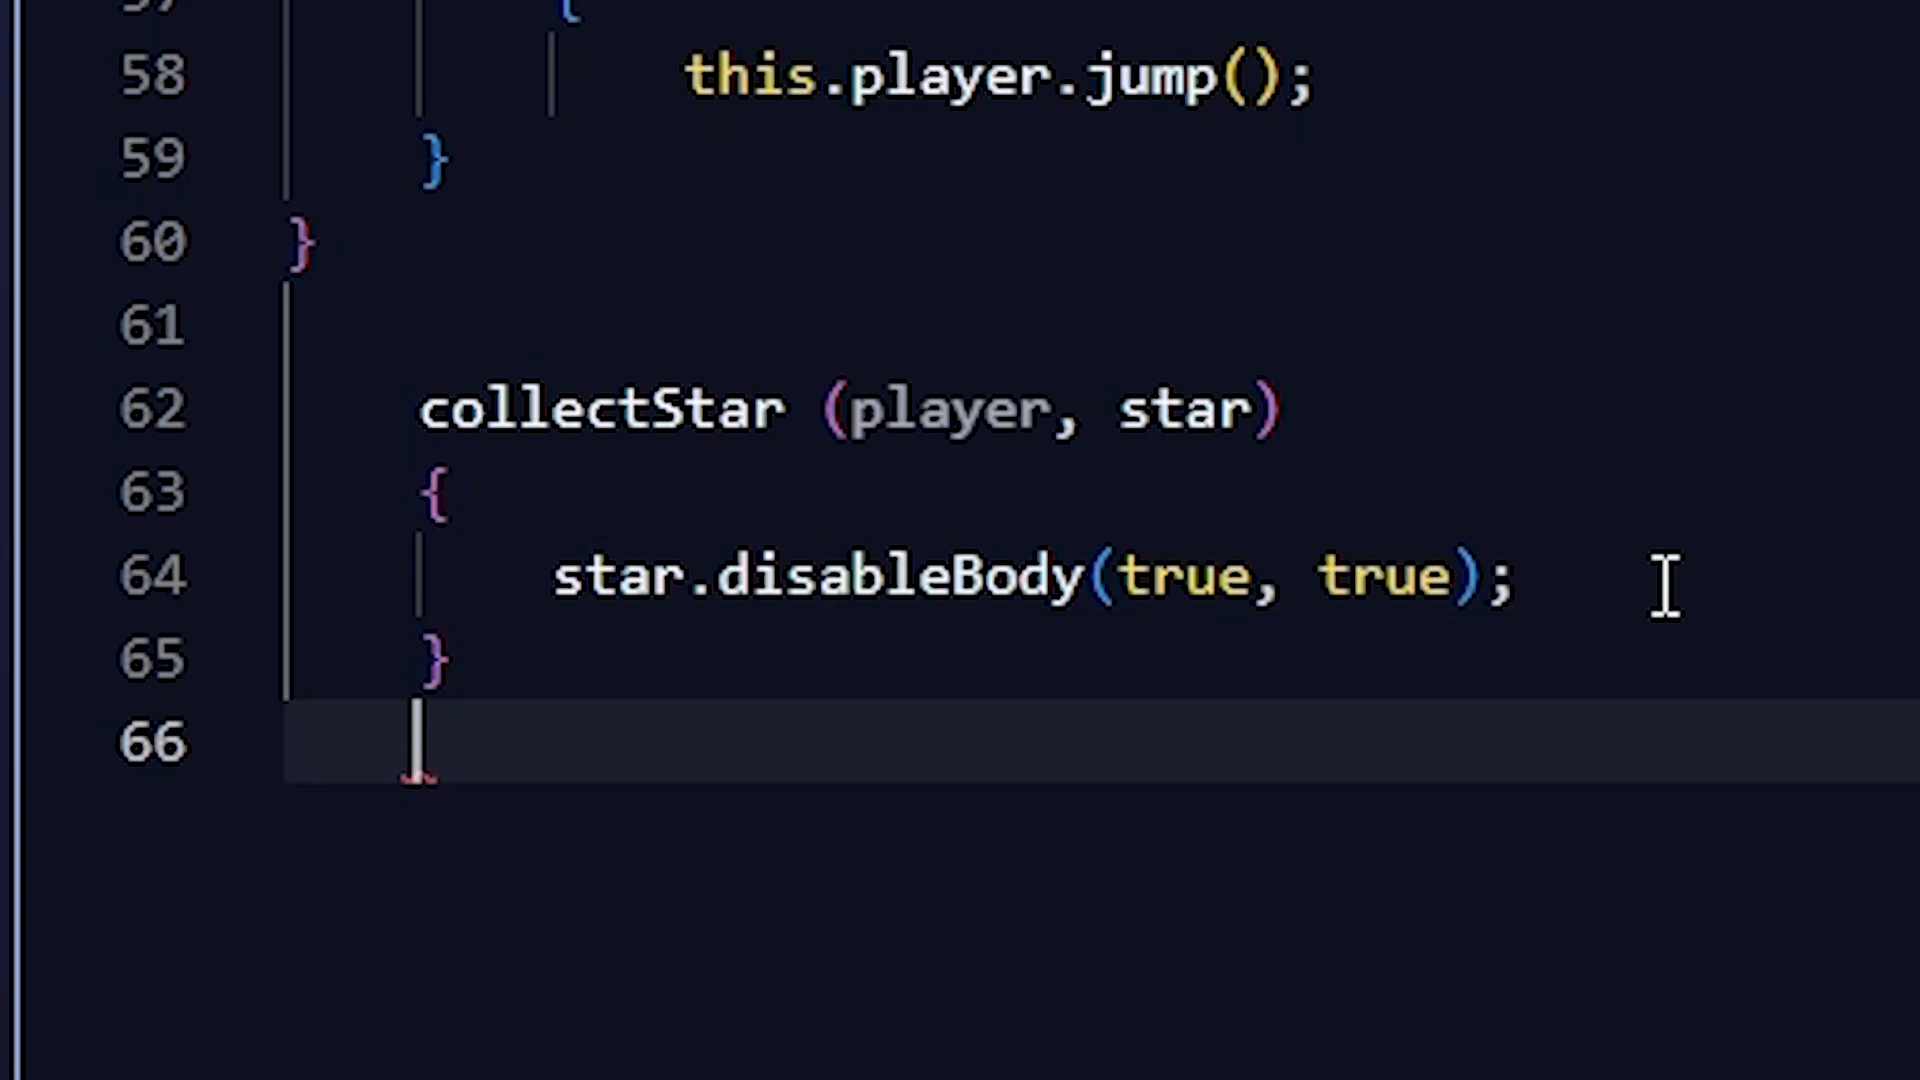 57 {
58 this.player.jump();
59 }
60 }
61
62 collectStar (player, star)
63 {
64 star.disableBody(true, true);
65 }
66